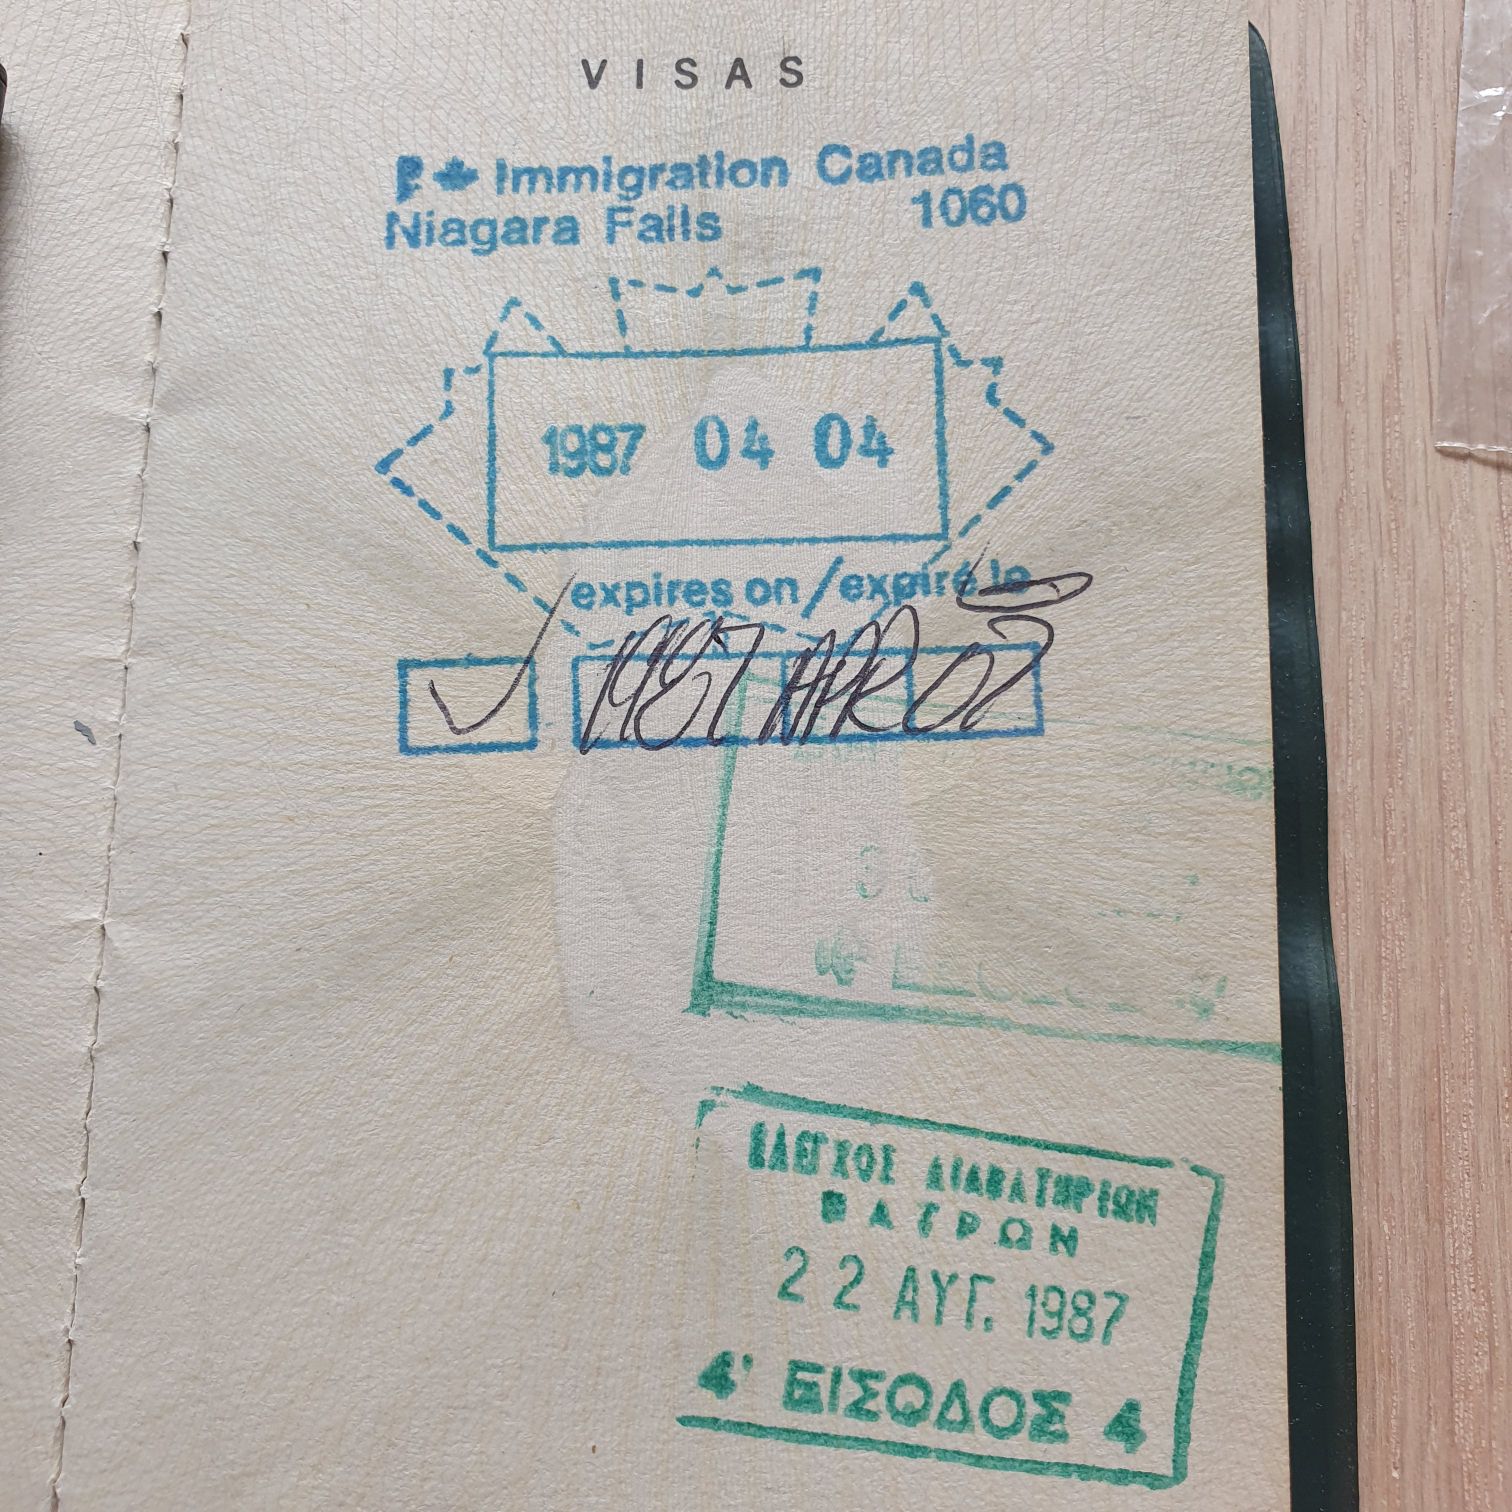 VISAS
Immigration Canada
Niagara Falls 1060
1987 04 04
expires on / expiré le
1987 APR 07
ΕΛΕΓΧΟΣ ΔΙΑΒΑΤΗΡΙΩΝ
ΠΑΤΡΩΝ
22 ΑΥΓ. 1987
4' ΕΙΣΟΔΟΣ 4